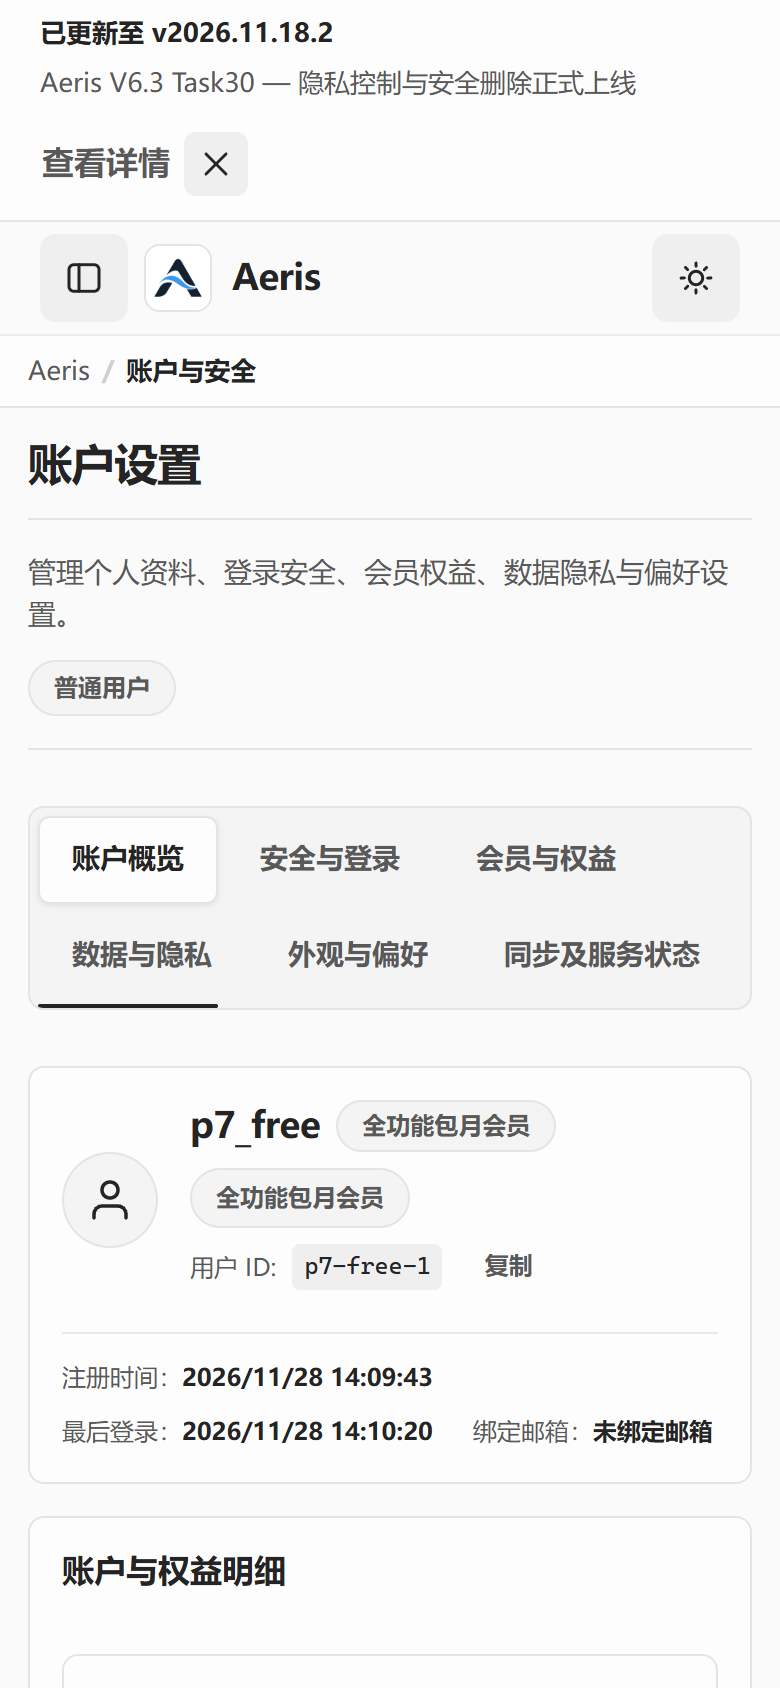 已更新至 v2026.11.18.2
Aeris V6.3 Task30 — 隐私控制与安全删除正式上线
查看详情
Aeris
Aeris / 账户与安全
账户设置
管理个人资料、登录安全、会员权益、数据隐私与偏好设
置。
普通用户
账户概览 安全与登录 会员与权益
数据与隐私 外观与偏好 同步及服务状态
p7_free 全功能包月会员
全功能包月会员
用户 ID: p7-free-1 复制
注册时间: 2026/11/28 14:09:43
最后登录: 2026/11/28 14:10:20 绑定邮箱: 未绑定邮箱
账户与权益明细